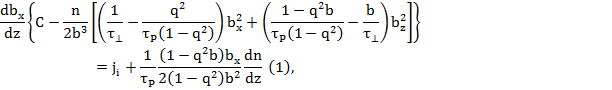 db_x/dz {C − n/2b³ [(1/τ_⊥ − q²/τ_p(1 − q²)) b_x² + ((1 − q²b)/τ_p(1 − q²) − b/τ_⊥) b_z²]}
= j_i + 1/τ_p (1 − q²b)b_x/2(1 − q²)b² dn/dz (1),